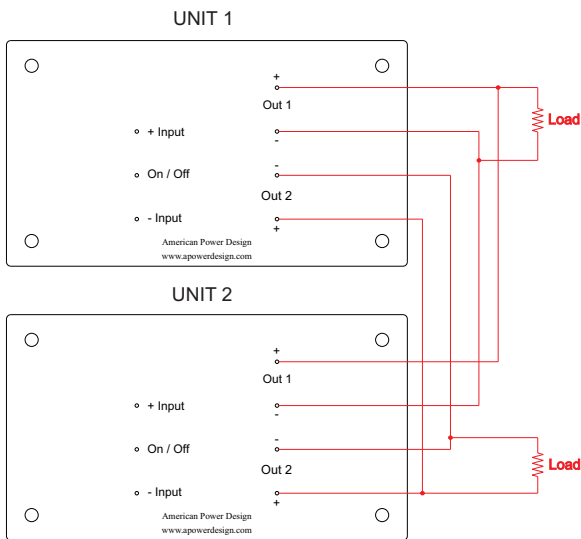 UNIT 1
+
Out 1
Load
+ Input
-
On / Off
-
Out 2
- Input
+
American Power Design
www.apowerdesign.com
UNIT 2
+
Out 1
+ Input
-
On / Off
-
Out 2
Load
- Input
+
American Power Design
www.apowerdesign.com